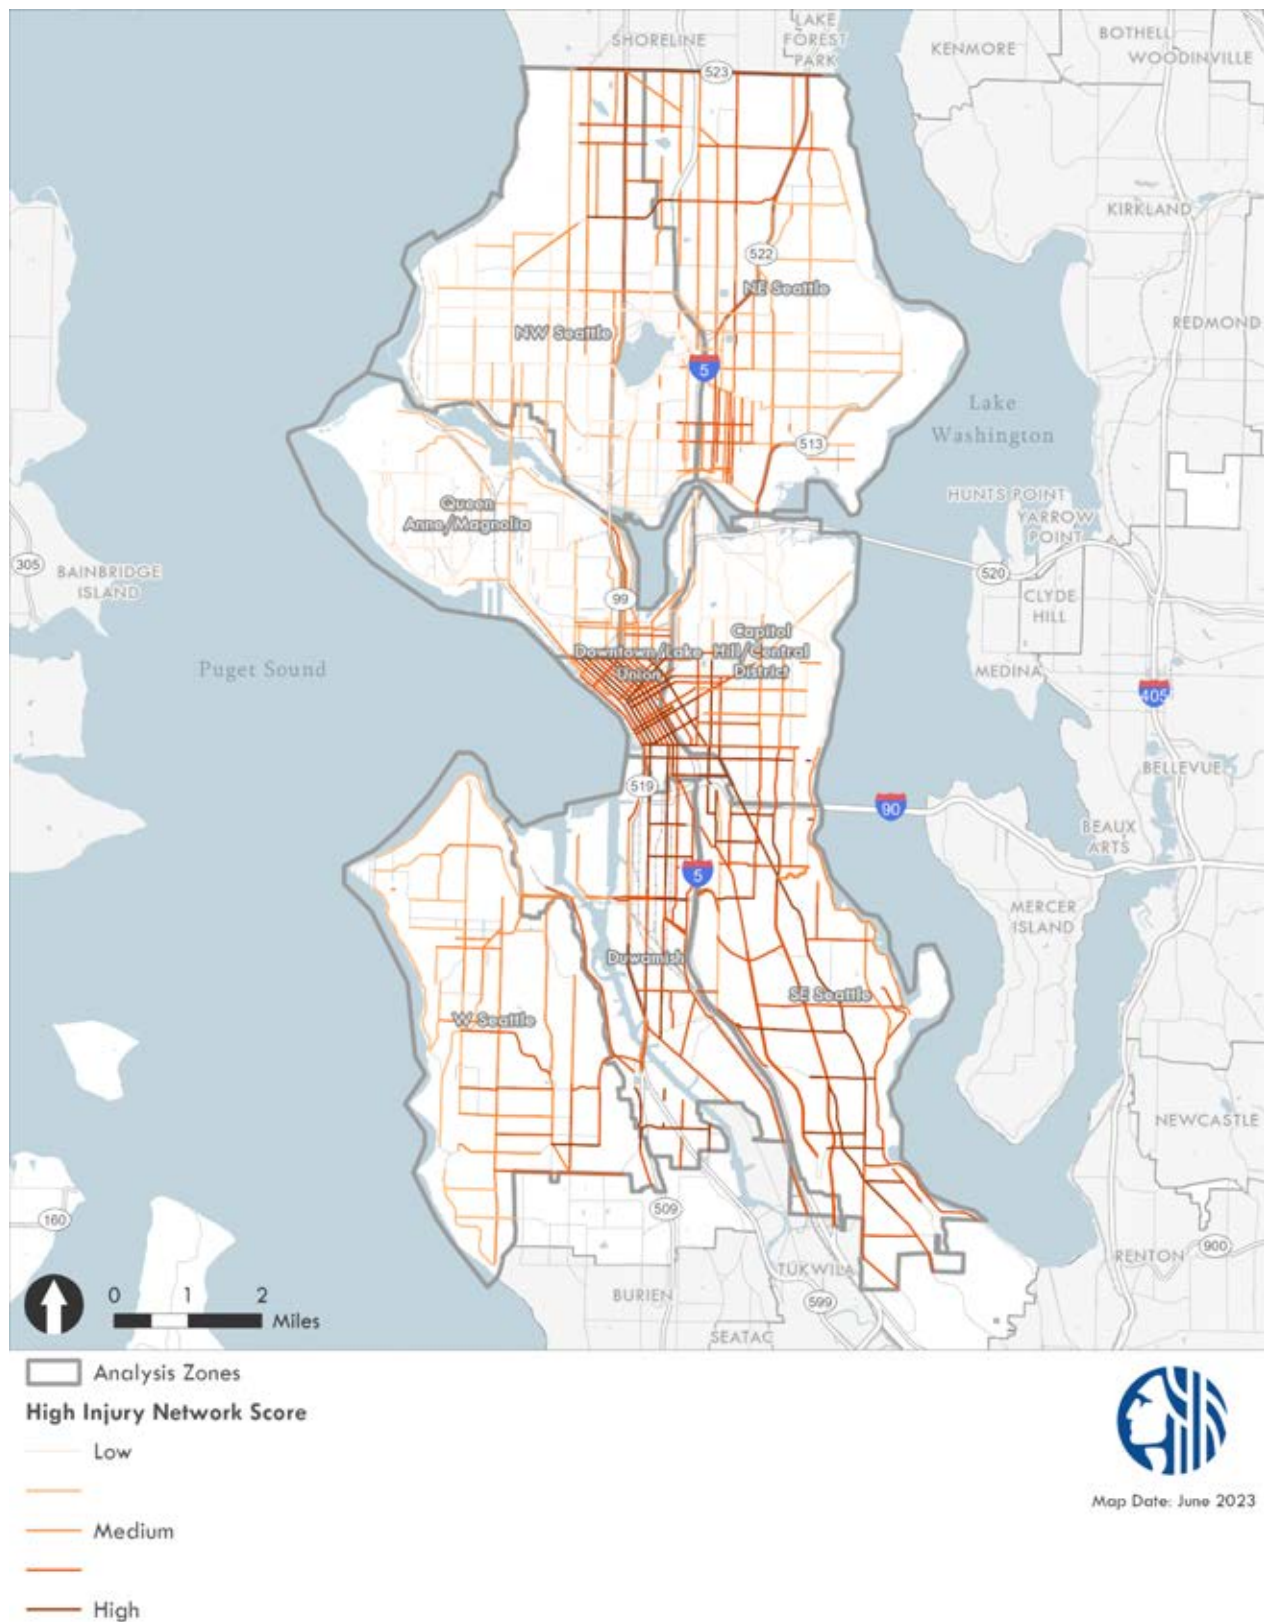 SHORELINE
LAKE
FOREST
PARK
KENMORE
BOTHELL
WOODINVILLE
523
KIRKLAND
522
NE Seattle
REDMOND
NW Seattle
5
Lake
Washington
513
Queen
Anne/Magnolia
HUNTS POINT
YARROW
POINT
305
BAINBRIDGE
ISLAND
520
99
CLYDE
HILL
Capitol
Hill/Central
District
Downtown/Lake
Union
Puget Sound
MEDINA
405
BELLEVUE
519
90
BEAUX
ARTS
5
MERCER
ISLAND
Duwamish
SE Seattle
W Seattle
NEWCASTLE
160
509
RENTON
900
TUKWILA
BURIEN
599
SEATAC
0 1 2
Miles
Analysis Zones
High Injury Network Score
Low
Medium
High
Map Date: June 2023